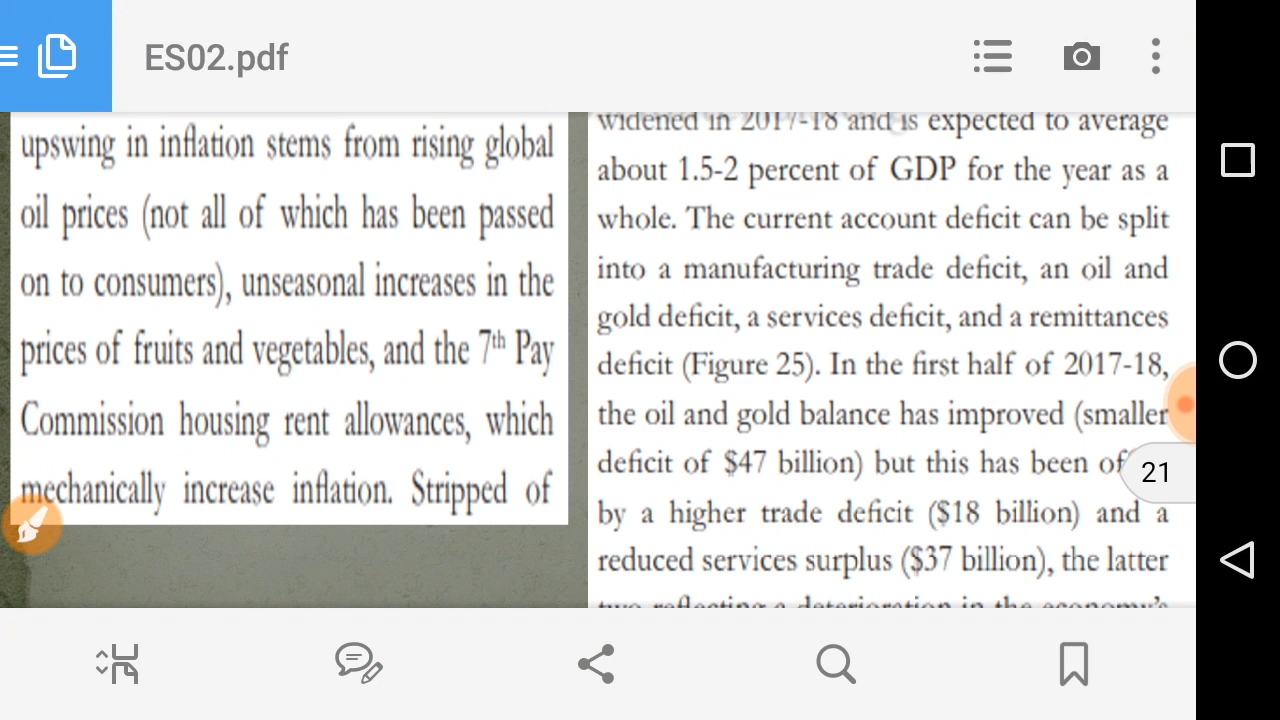 ES02.pdf
upswing in inflation stems from rising global
oil prices (not all of which has been passed
on to consumers), unseasonal increases in the
prices of fruits and vegetables, and the 7th Pay
Commission housing rent allowances, which
mechanically increase inflation. Stripped of
widened in 2017-18 and is expected to average
about 1.5-2 percent of GDP for the year as a
whole. The current account deficit can be split
into a manufacturing trade deficit, an oil and
gold deficit, a services deficit, and a remittances
deficit (Figure 25). In the first half of 2017-18,
the oil and gold balance has improved (smaller
deficit of $47 billion) but this has been of
by a higher trade deficit ($18 billion) and a
reduced services surplus ($37 billion), the latter
two reflecting a deterioration in the economy's
21